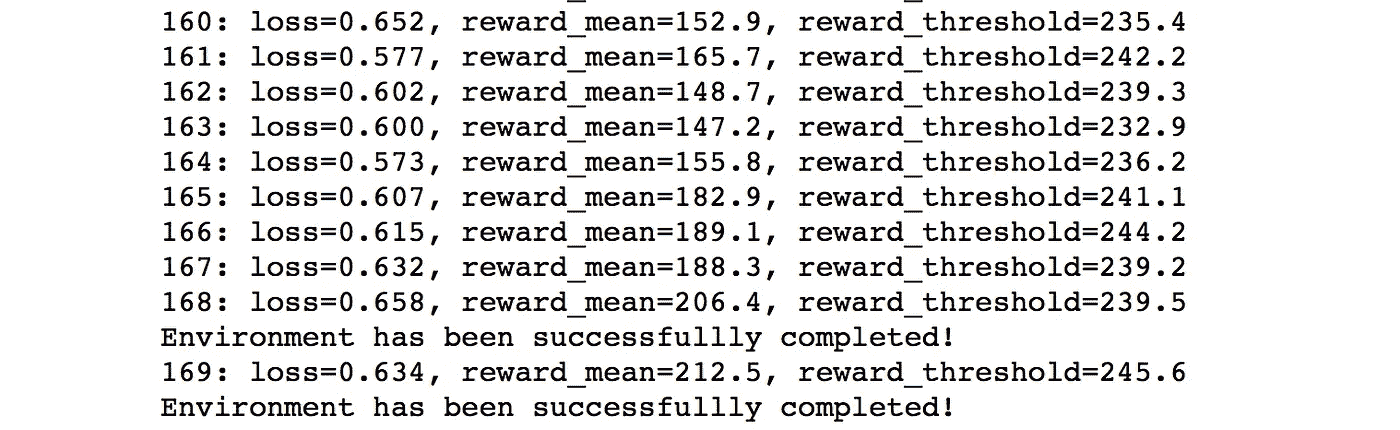 160: loss=0.652, reward_mean=152.9, reward_threshold=235.4
161: loss=0.577, reward_mean=165.7, reward_threshold=242.2
162: loss=0.602, reward_mean=148.7, reward_threshold=239.3
163: loss=0.600, reward_mean=147.2, reward_threshold=232.9
164: loss=0.573, reward_mean=155.8, reward_threshold=236.2
165: loss=0.607, reward_mean=182.9, reward_threshold=241.1
166: loss=0.615, reward_mean=189.1, reward_threshold=244.2
167: loss=0.632, reward_mean=188.3, reward_threshold=239.2
168: loss=0.658, reward_mean=206.4, reward_threshold=239.5
Environment has been successfullly completed!
169: loss=0.634, reward_mean=212.5, reward_threshold=245.6
Environment has been successfullly completed!